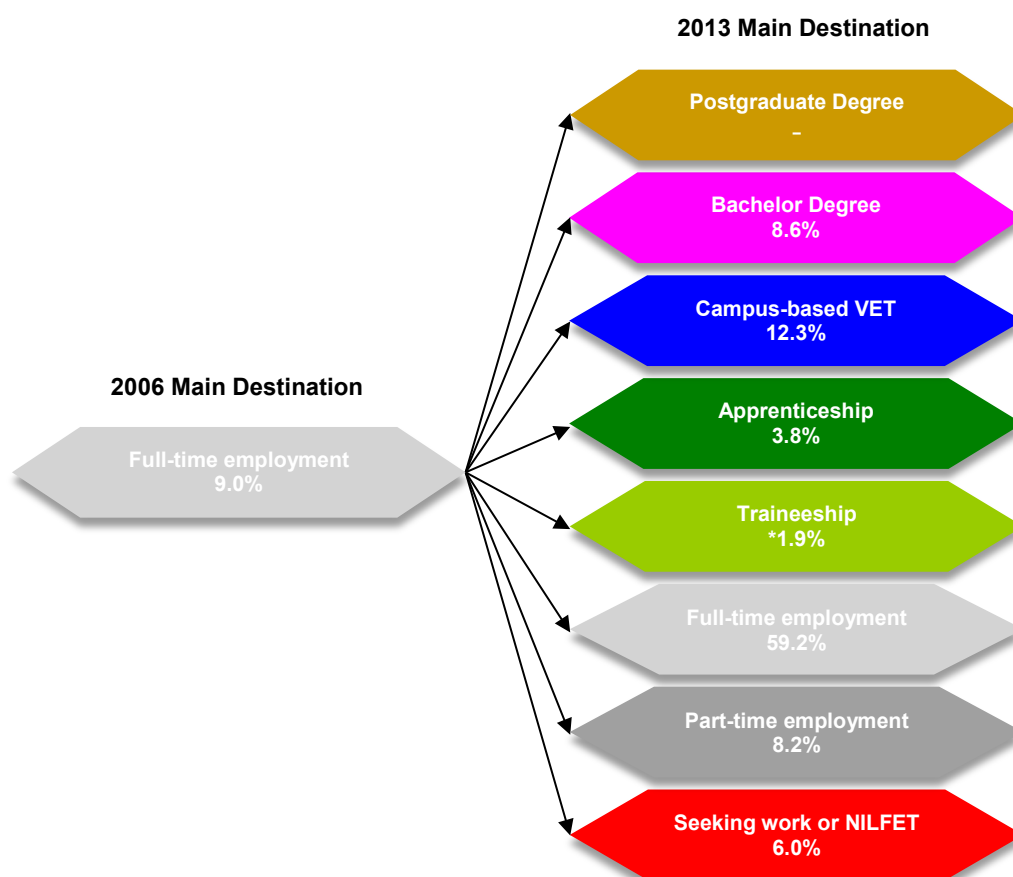 2013 Main Destination
Postgraduate Degree
–
Bachelor Degree
8.6%
Campus-based VET
12.3%
2006 Main Destination
Full-time employment
9.0%
Apprenticeship
3.8%
Traineeship
*1.9%
Full-time employment
59.2%
Part-time employment
8.2%
Seeking work or NILFET
6.0%